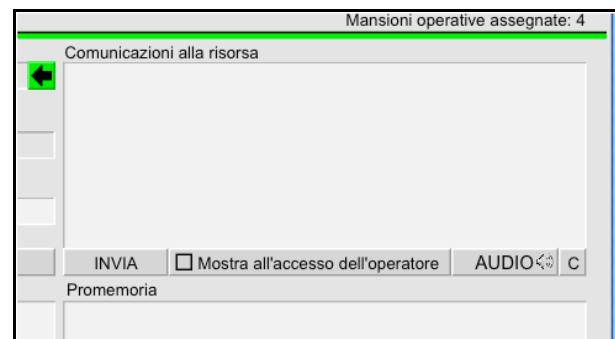 Mansioni operative assegnate: 4
Comunicazioni alla risorsa
INVIA Mostra all'accesso dell'operatore AUDIO C
Promemoria